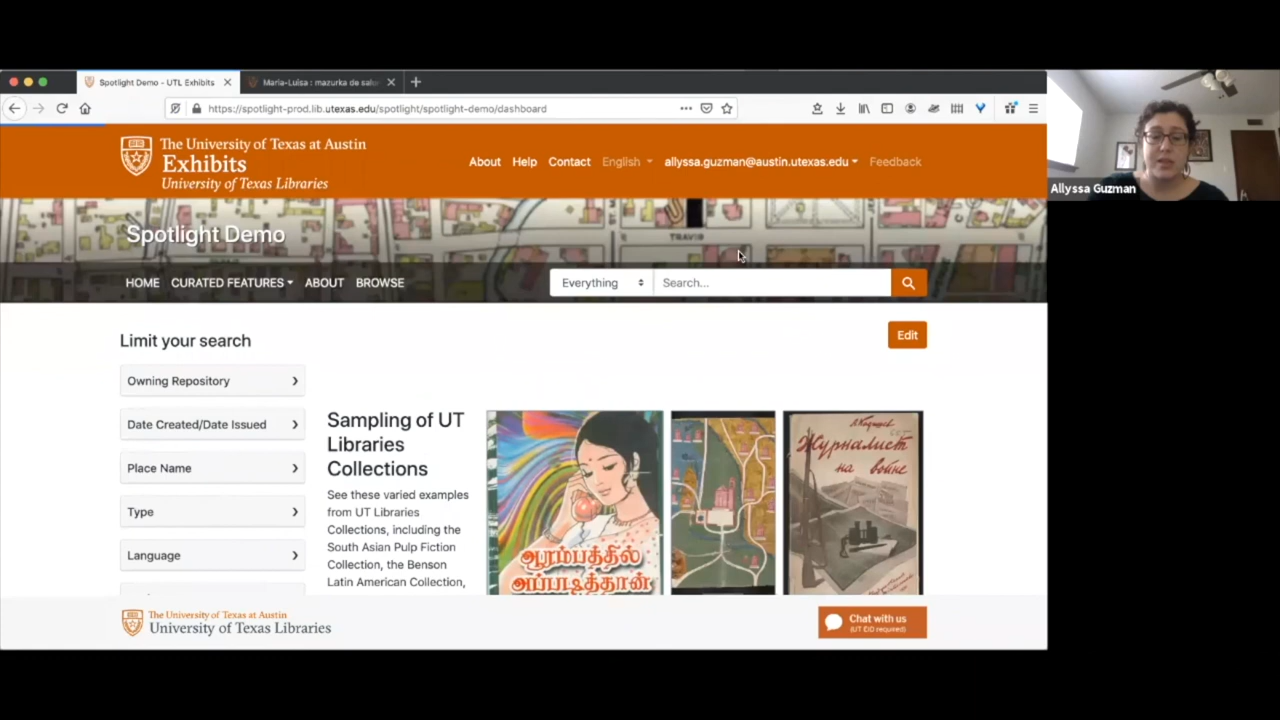 Spotlight Demo - UTL Exhibits
Maria-Luisa : mazurka de salo
https://spotlight-prod.lib.utexas.edu/spotlight/spotlight-demo/dashboard
The University of Texas at Austin
Exhibits
University of Texas Libraries
About Help Contact English allyssa.guzman@austin.utexas.edu Feedback
Allyssa Guzman
TRAVIS
Spotlight Demo
HOME CURATED FEATURES ABOUT BROWSE
Everything
Search...
Limit your search
Edit
Owning Repository
Date Created/Date Issued
Place Name
Type
Language
Sampling of UT
Libraries
Collections
See these varied examples
from UT Libraries
Collections, including the
South Asian Pulp Fiction
Collection, the Benson
Latin American Collection,
ஆரம்பத்தில்
அப்படித்தான்
Журналист
на войне
The University of Texas at Austin
University of Texas Libraries
Chat with us
(UT EID required)